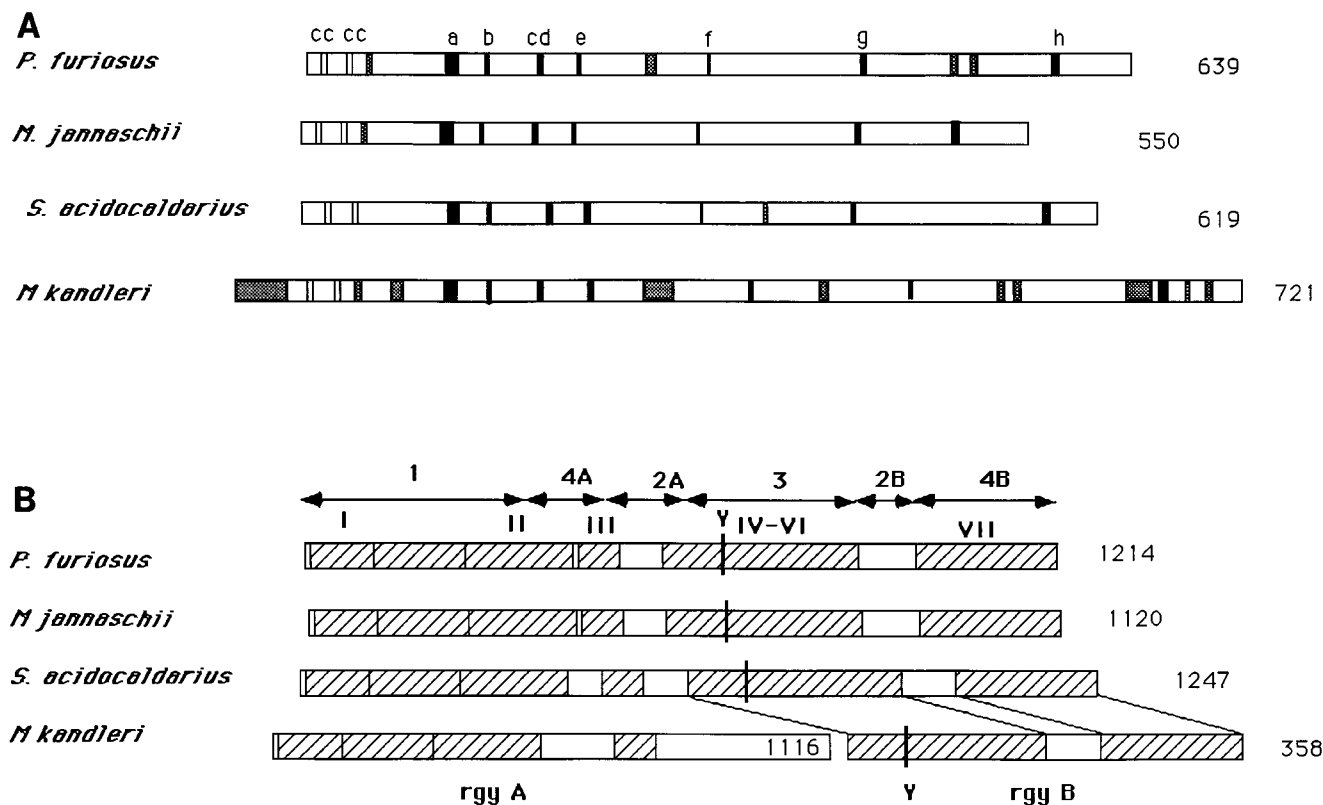 A
cc cc a b cd e f g h
P. furiosus 639
M. jannaschii 550
S. acidocaldarius 619
M kandleri 721
B
1 4A 2A 3 2B 4B
I II III Y IV-VI VII
P. furiosus 1214
M jannaschii 1120
S. acidocaldarius 1247
M kandleri 1116 358
rgy A Y rgy B